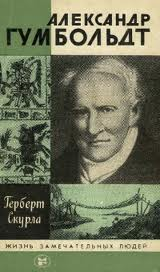 АЛЕКСАНДР
ГУМБОЛЬДТ
Герберт
Скурла
ЖИЗНЬ ЗАМЕЧАТЕЛЬНЫХ ЛЮДЕЙ